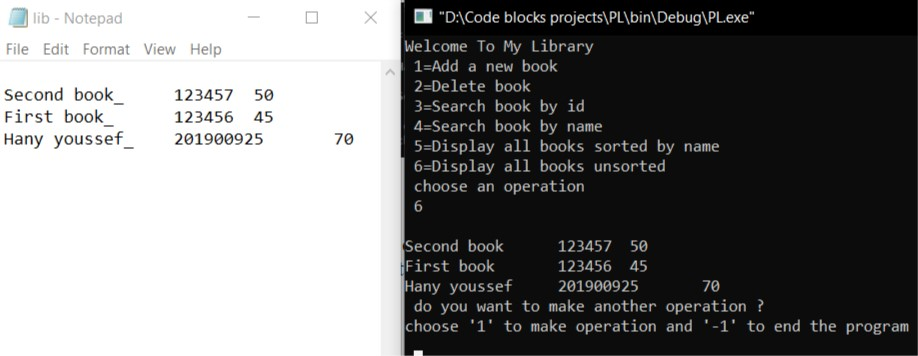 lib - Notepad
File Edit Format View Help
Second book_ 123457 50
First book_ 123456 45
Hany youssef_ 201900925 70
"D:\Code blocks projects\PL\bin\Debug\PL.exe"
Welcome To My Library
1=Add a new book
2=Delete book
3=Search book by id
4=Search book by name
5=Display all books sorted by name
6=Display all books unsorted
choose an operation
6
Second book 123457 50
First book 123456 45
Hany youssef 201900925 70
do you want to make another operation ?
choose '1' to make operation and '-1' to end the program